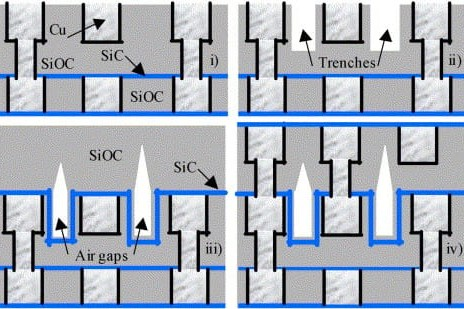 Cu
SiC
SiOC
i)
SiOC
Trenches
ii)
SiOC
SiC
Air gaps
iii)
iv)